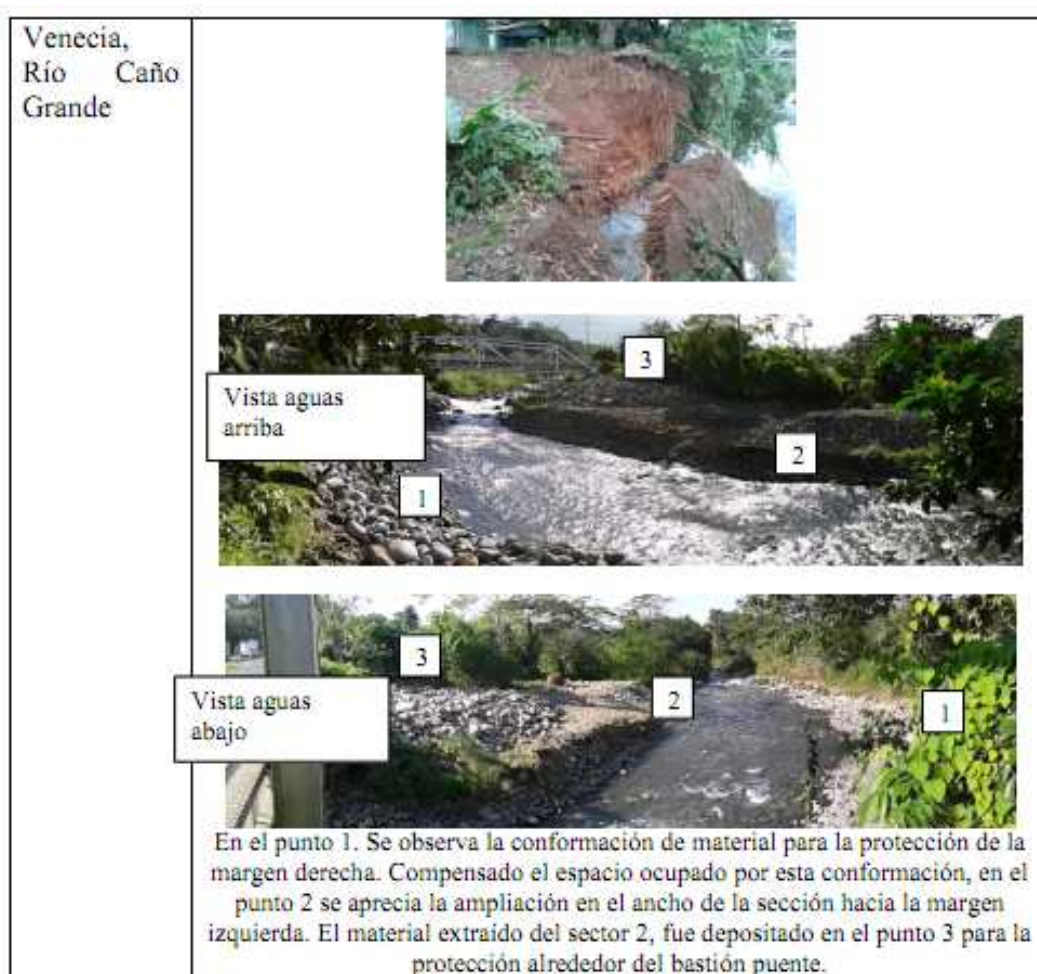 Venecia,
Río Caño
Grande
Vista aguas
arriba
3
2
1
Vista aguas
abajo
3
2
1
En el punto 1. Se observa la conformación de material para la protección de la
margen derecha. Compensado el espacio ocupado por esta conformación, en el
punto 2 se aprecia la ampliación en el ancho de la sección hacia la margen
izquierda. El material extraído del sector 2, fue depositado en el punto 3 para la
protección alrededor del bastión puente.